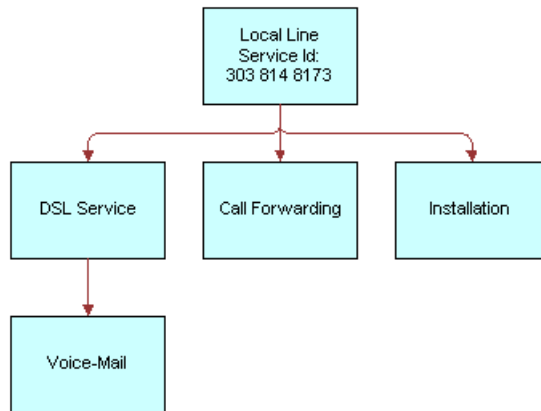 Local Line
Service Id:
303 814 8173
DSL Service
Call Forwarding
Installation
Voice-Mail